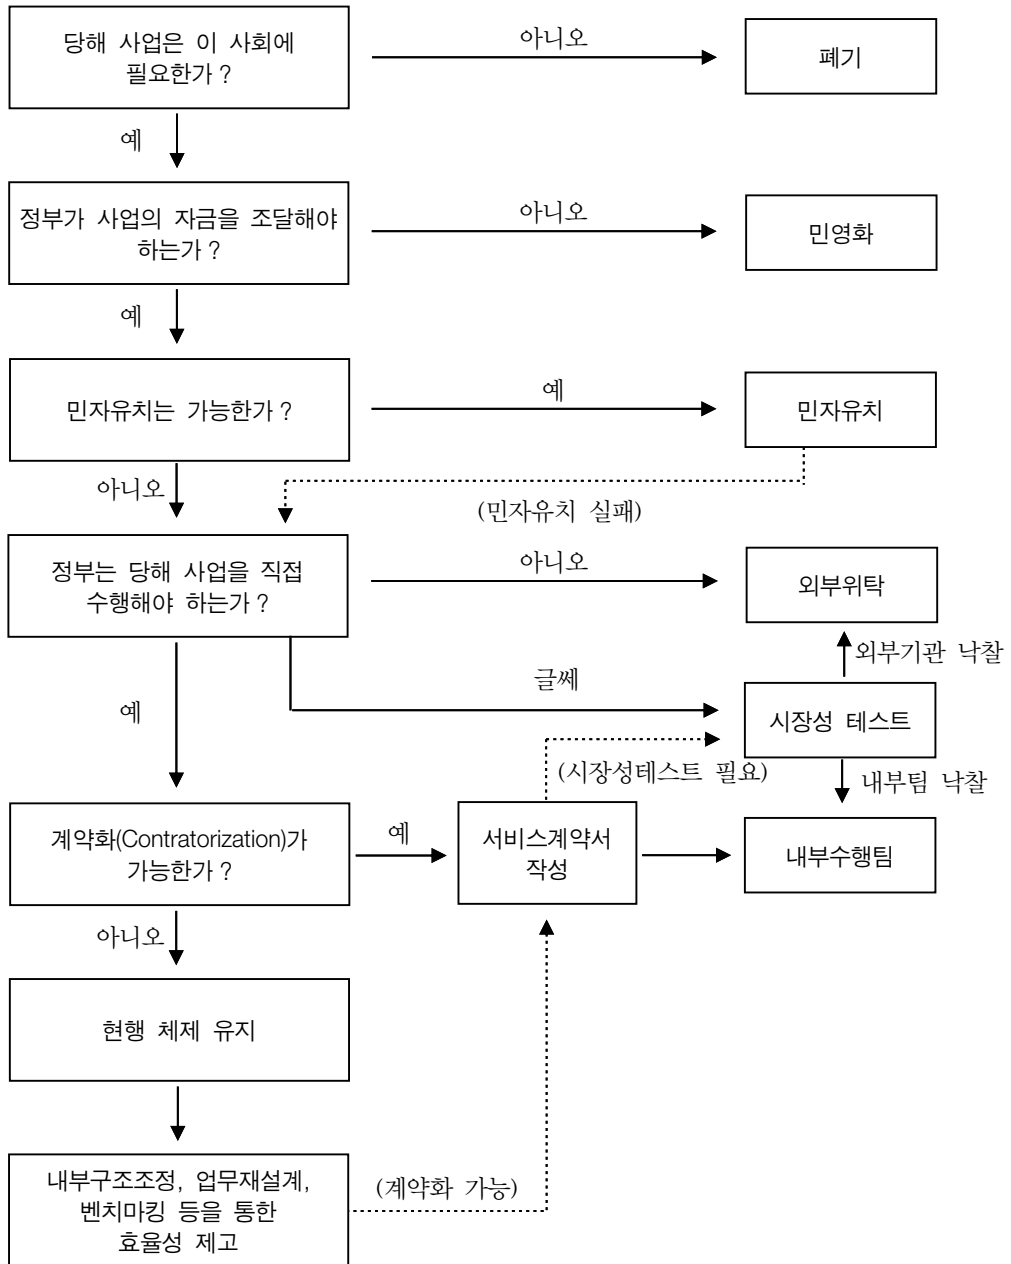 당해 사업은 이 사회에
필요한가 ?
아니오
폐기
예
정부가 사업의 자금을 조달해야
하는가 ?
아니오
민영화
예
민자유치는 가능한가 ?
예
민자유치
아니오
(민자유치 실패)
정부는 당해 사업을 직접
수행해야 하는가 ?
아니오
외부위탁
외부기관 낙찰
글쎄
예
시장성 테스트
(시장성테스트 필요)
내부팀 낙찰
계약화(Contratorization)가
가능한가 ?
예
서비스계약서
작성
내부수행팀
아니오
현행 체제 유지
내부구조조정, 업무재설계,
벤치마킹 등을 통한
효율성 제고
(계약화 가능)